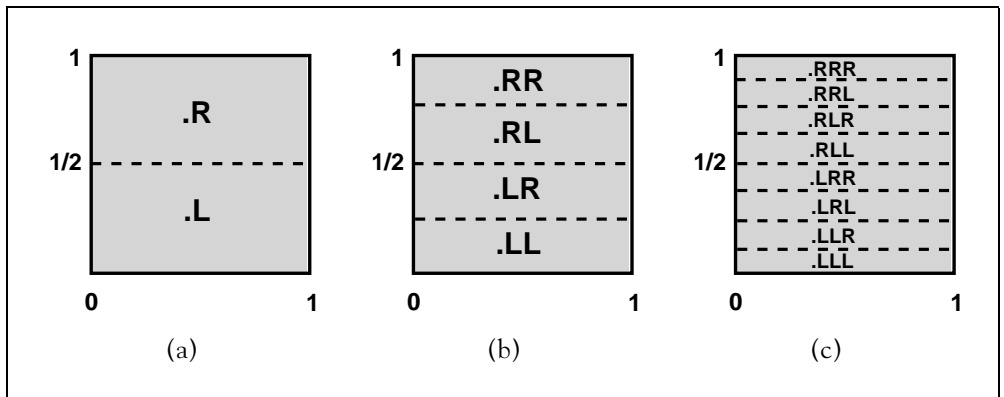 1
1/2
.R
.L
0 1
(a)
1
1/2
.RR
.RL
.LR
.LL
0 1
(b)
1
1/2
.RRR
.RRL
.RLR
.RLL
.LRR
.LRL
.LLR
.LLL
0 1
(c)